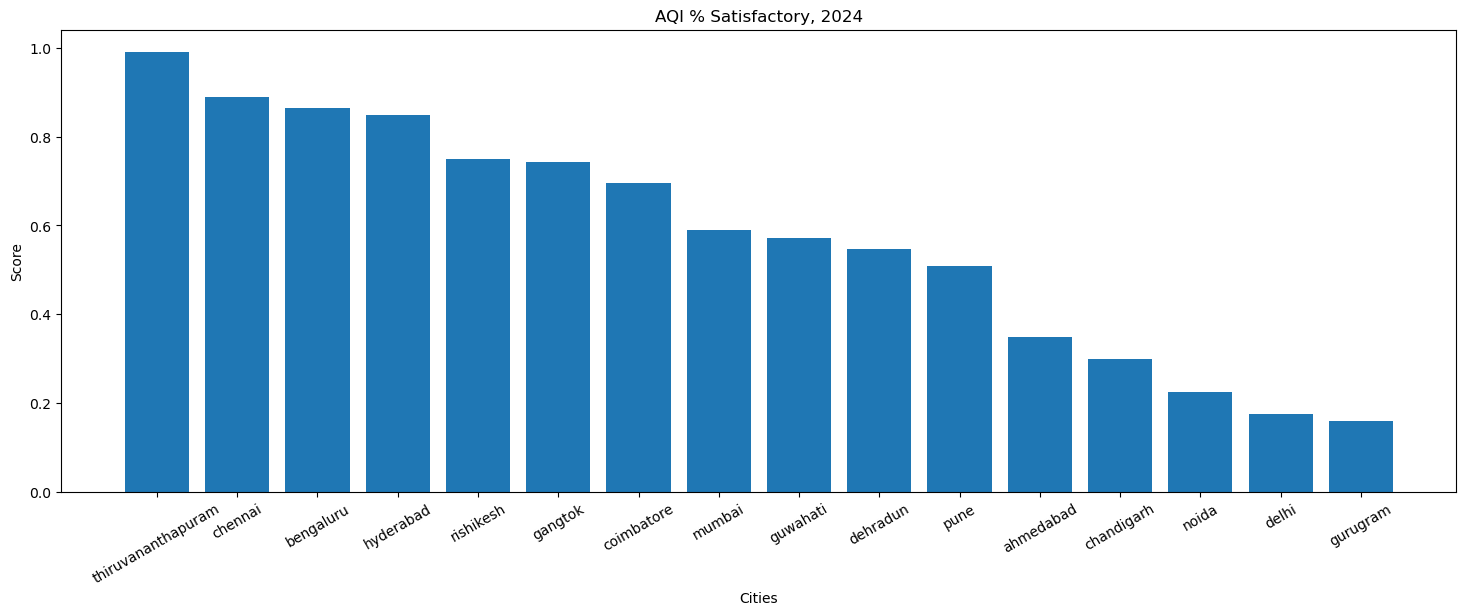 AQI % Satisfactory, 2024
1.0
0.8
0.6
0.4
0.2
0.0
Score
thiruvananthapuram
chennai
bengaluru
hyderabad
rishikesh
gangtok
coimbatore
mumbai
guwahati
dehradun
pune
ahmedabad
chandigarh
noida
delhi
gurugram
Cities